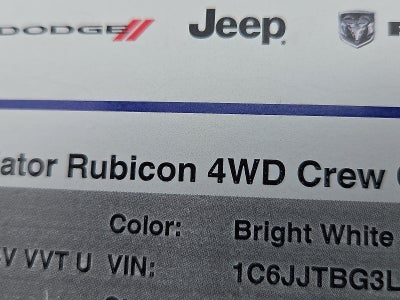 DODGE Jeep
ator Rubicon 4WD Crew
Color: Bright White
V VVT U VIN: 1C6JJTBG3L